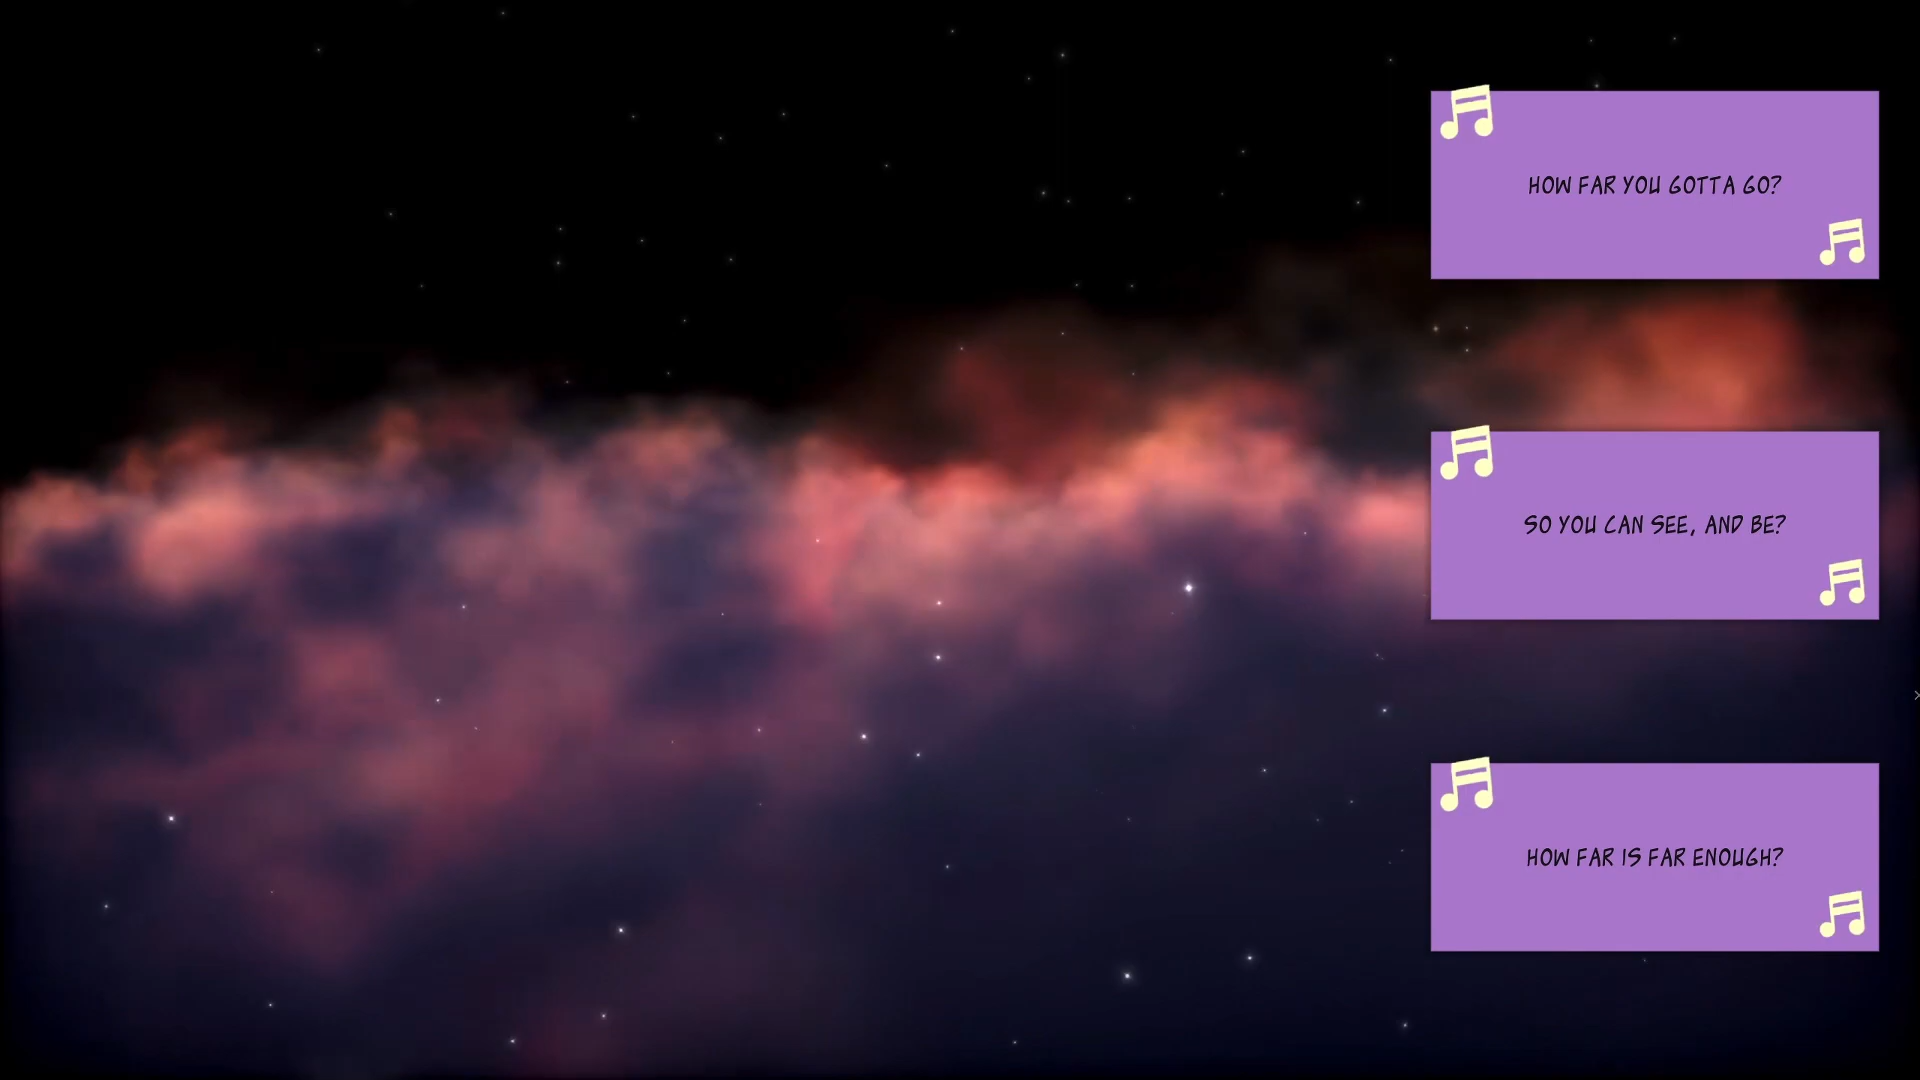 HOW FAR YOU GOTTA GO?
SO YOU CAN SEE, AND BE?
HOW FAR IS FAR ENOUGH?